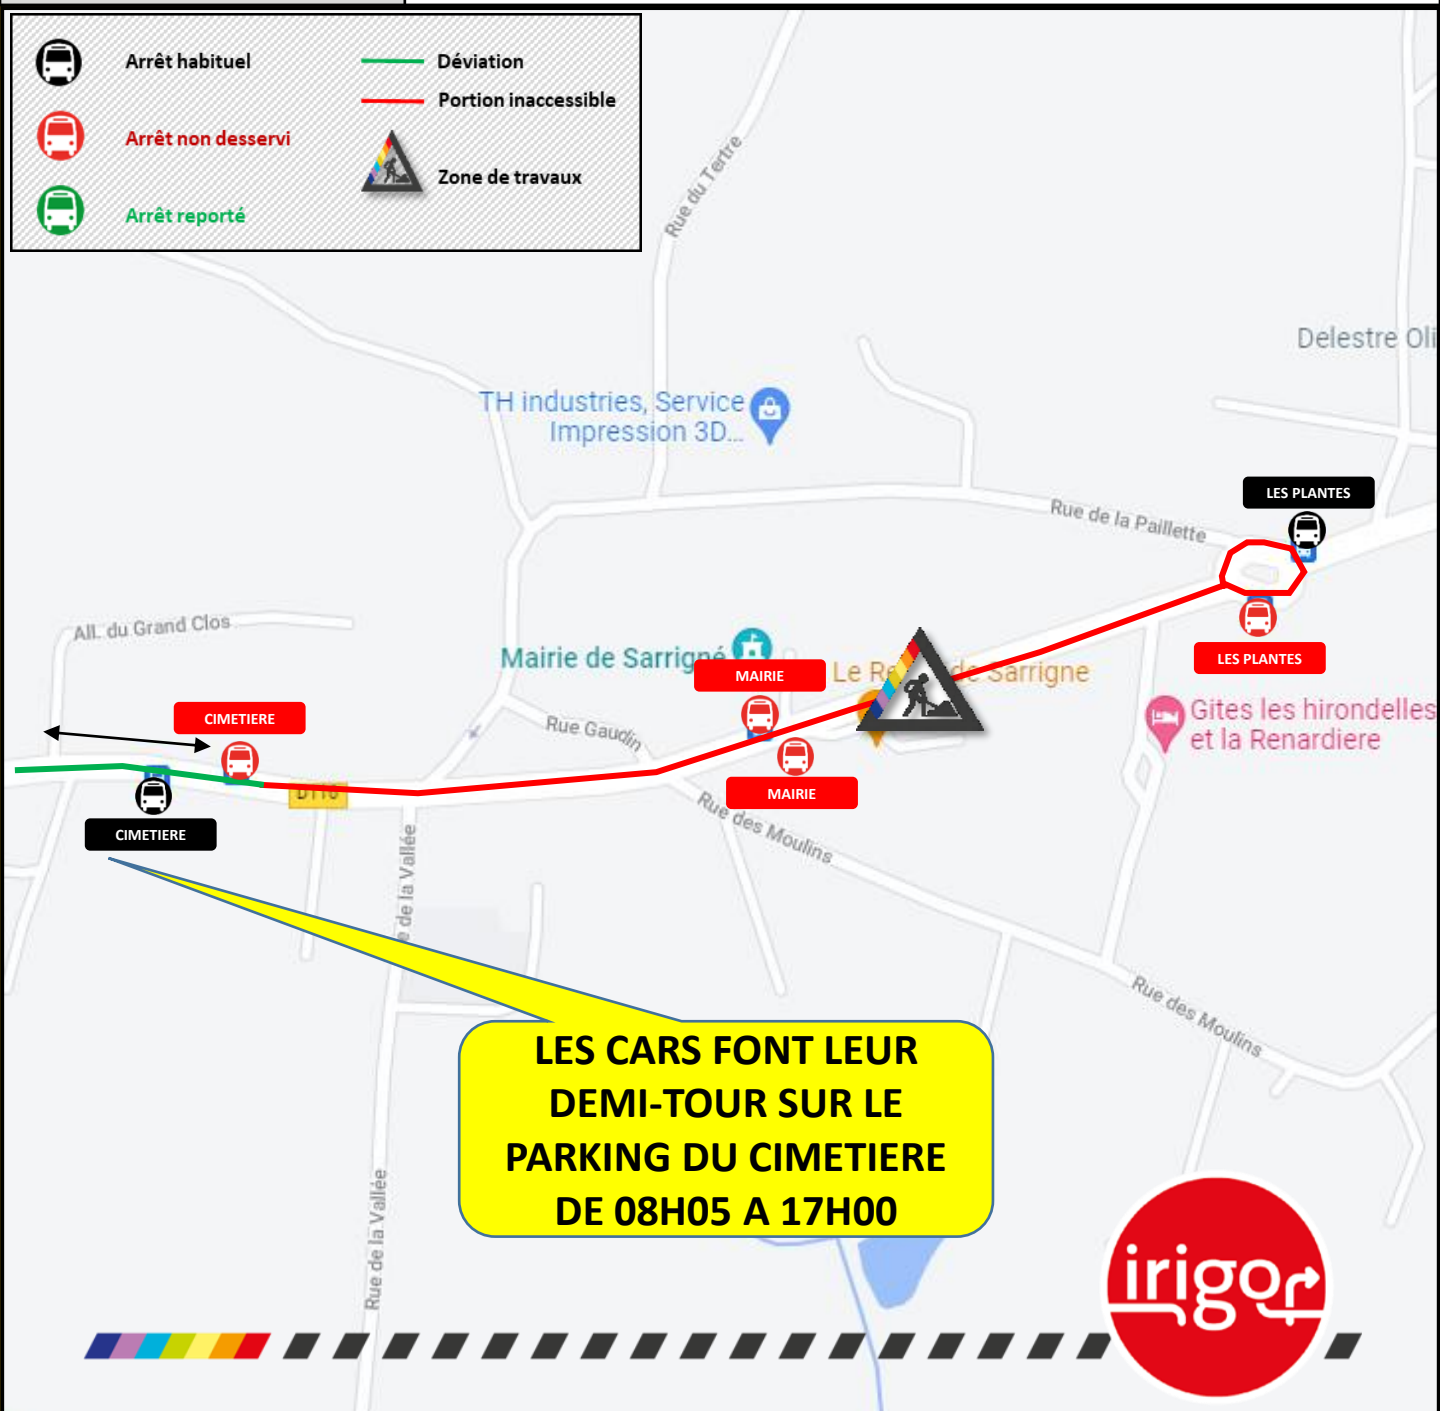 Arrêt habituel
Déviation
Portion inaccessible
Arrêt non desservi
Zone de travaux
Arrêt reporté
Rue du Tertre
Delestre Oli
TH industries, Service
Impression 3D...
LES PLANTES
Rue de la Paillette
All. du Grand Clos
Mairie de Sarrigné
MAIRIE
Le Re de Sarrigne
LES PLANTES
CIMETIERE
Rue Gaudin
Gites les hirondelles
et la Renardiere
MAIRIE
CIMETIERE
Rue des Moulins
e de la Vallée
Rue des Moulins
LES CARS FONT LEUR
DEMI-TOUR SUR LE
PARKING DU CIMETIERE
DE 08H05 A 17H00
Rue de la Vallée
irigo